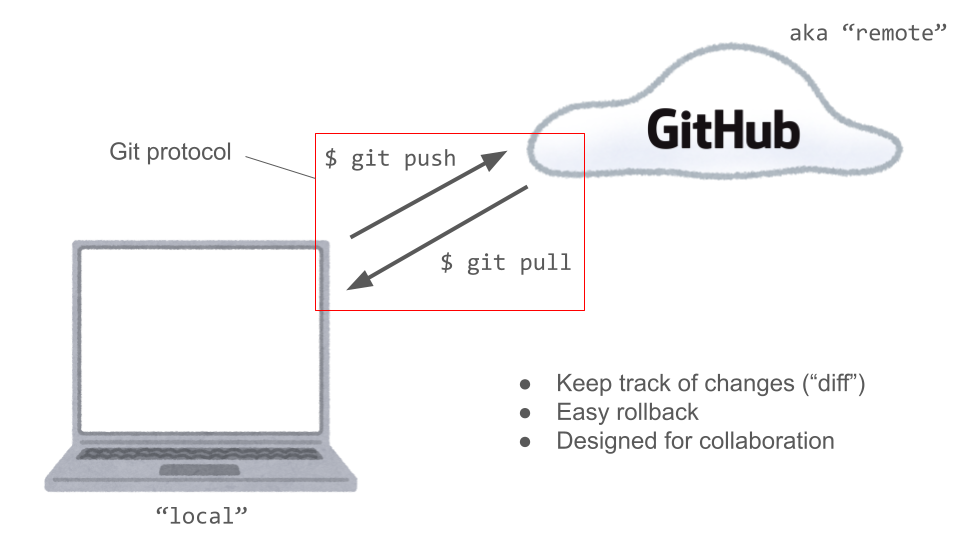 aka “remote”
GitHub
Git protocol
$ git push
$ git pull
● Keep track of changes (“diff”)
● Easy rollback
● Designed for collaboration
“local”